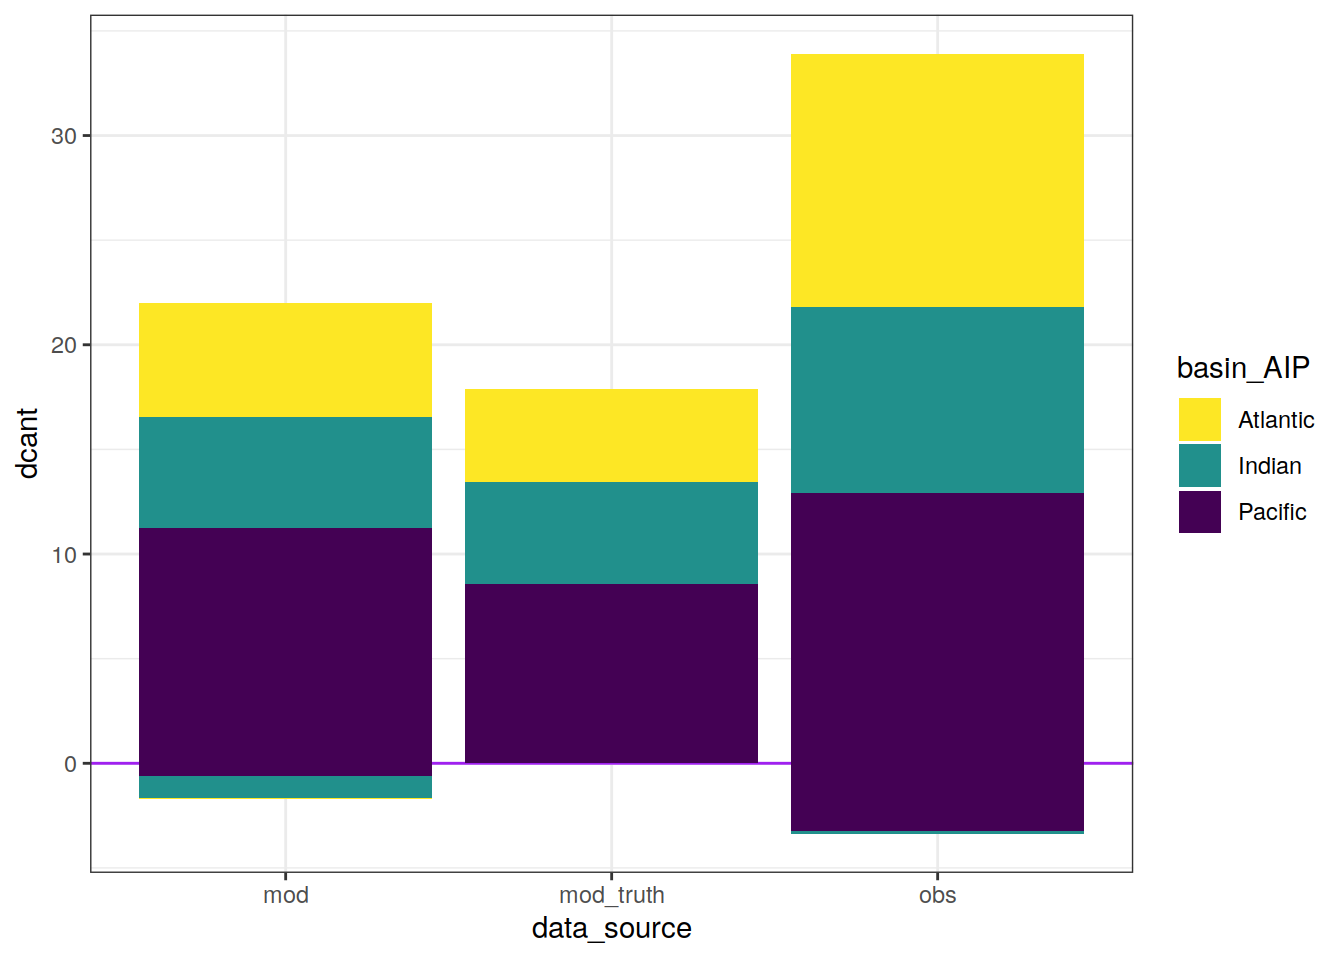 30
20
10
0
dcant
mod
mod_truth
obs
data_source
basin_AIP
Atlantic
Indian
Pacific